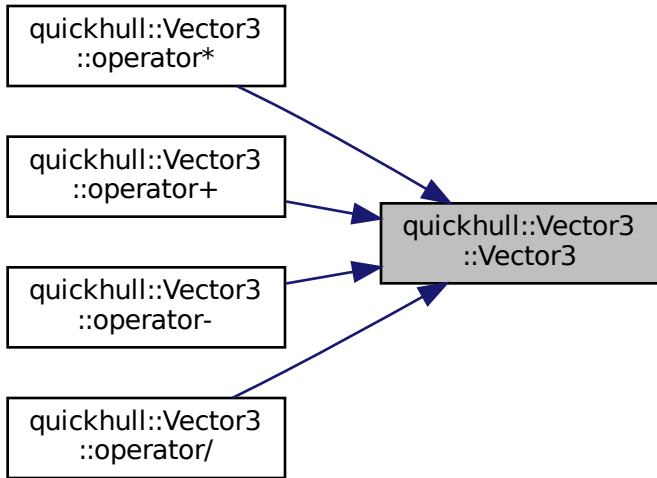 quickhull::Vector3
::operator*
quickhull::Vector3
::operator+
quickhull::Vector3
::Vector3
quickhull::Vector3
::operator-
quickhull::Vector3
::operator/